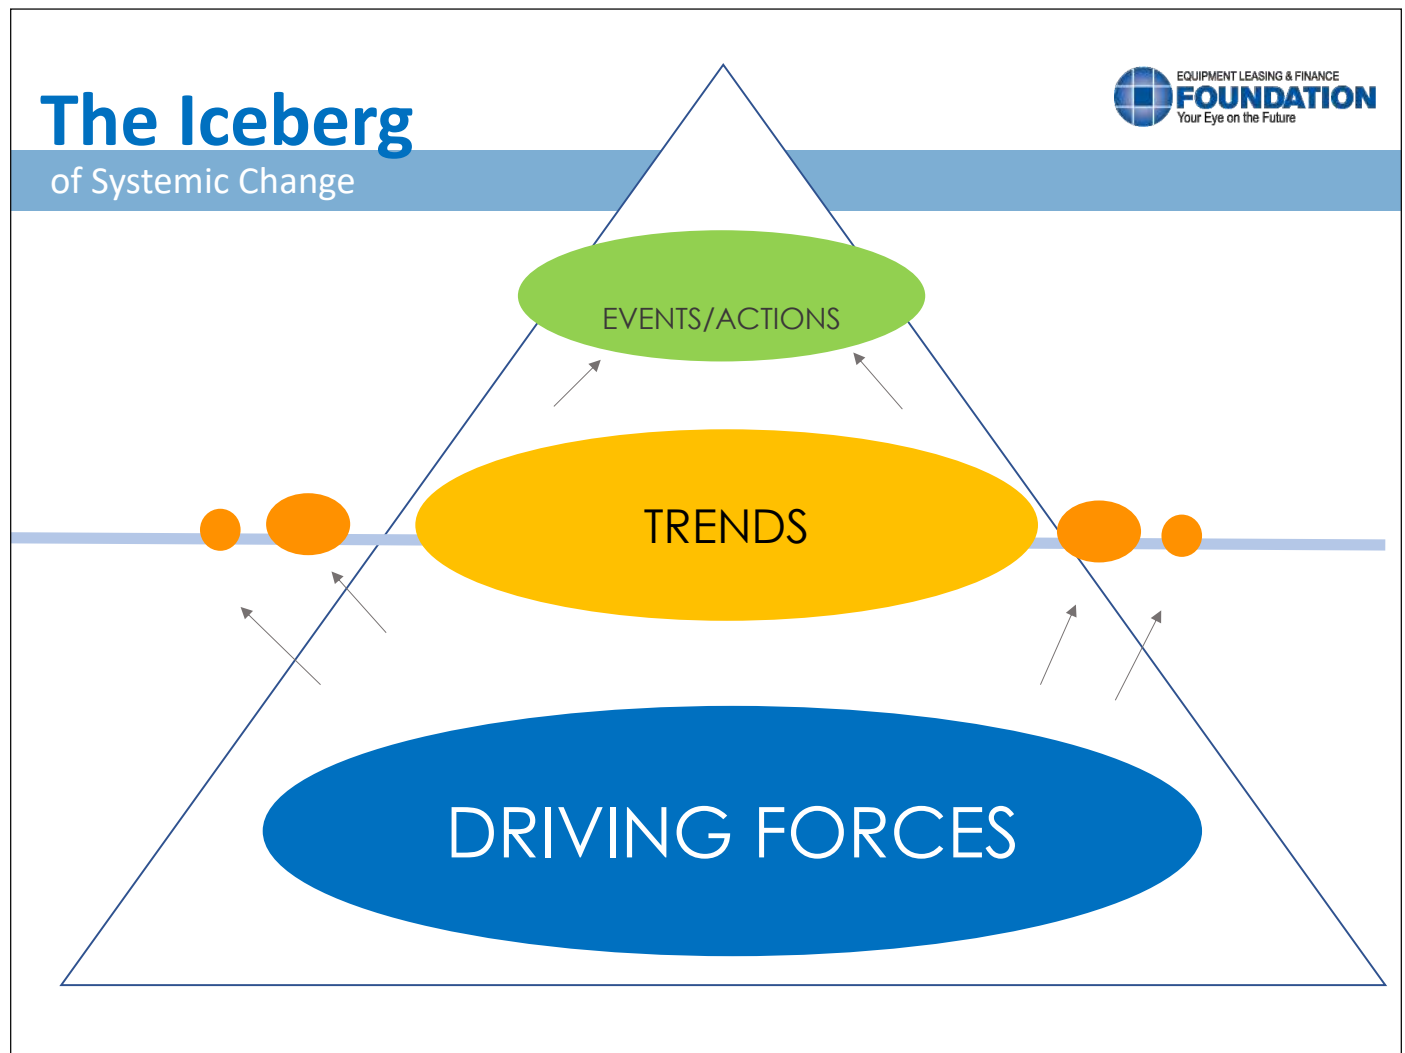 The Iceberg
of Systemic Change
EQUIPMENT LEASING & FINANCE
FOUNDATION
Your Eye on the Future
EVENTS/ACTIONS
TRENDS
DRIVING FORCES